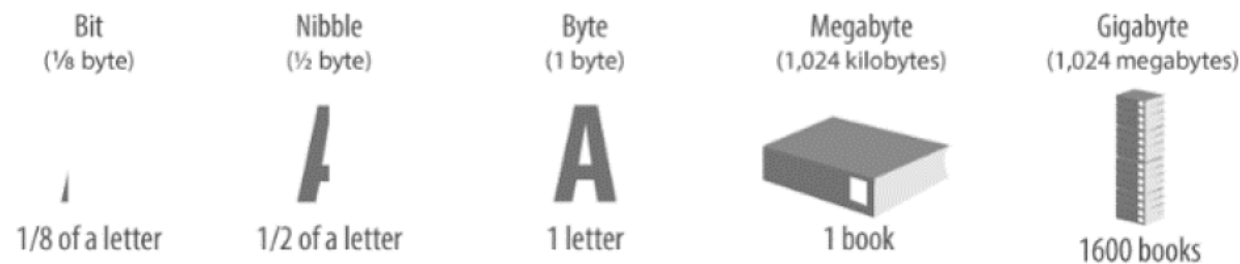 Bit
(⅛ byte)
1/8 of a letter
Nibble
(½ byte)
1/2 of a letter
Byte
(1 byte)
A
1 letter
Megabyte
(1,024 kilobytes)
1 book
Gigabyte
(1,024 megabytes)
1600 books